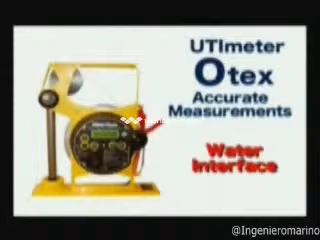 UTImeter
Otex
Accurate
Measurements
Water
Interface
@Ingenieromarino